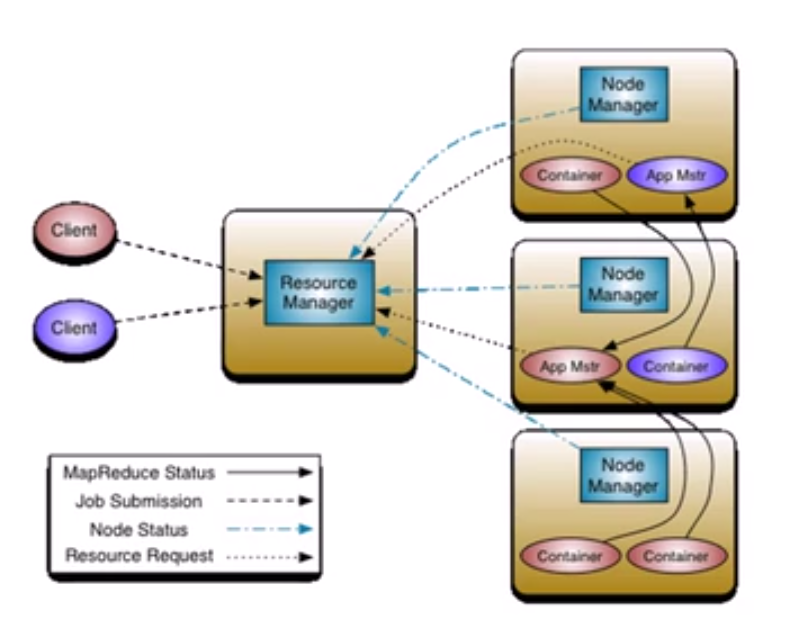 Client
Client
Resource
Manager
Node
Manager
Container
App Mstr
Node
Manager
App Mstr
Container
Node
Manager
Container
Container
MapReduce Status
Job Submission
Node Status
Resource Request